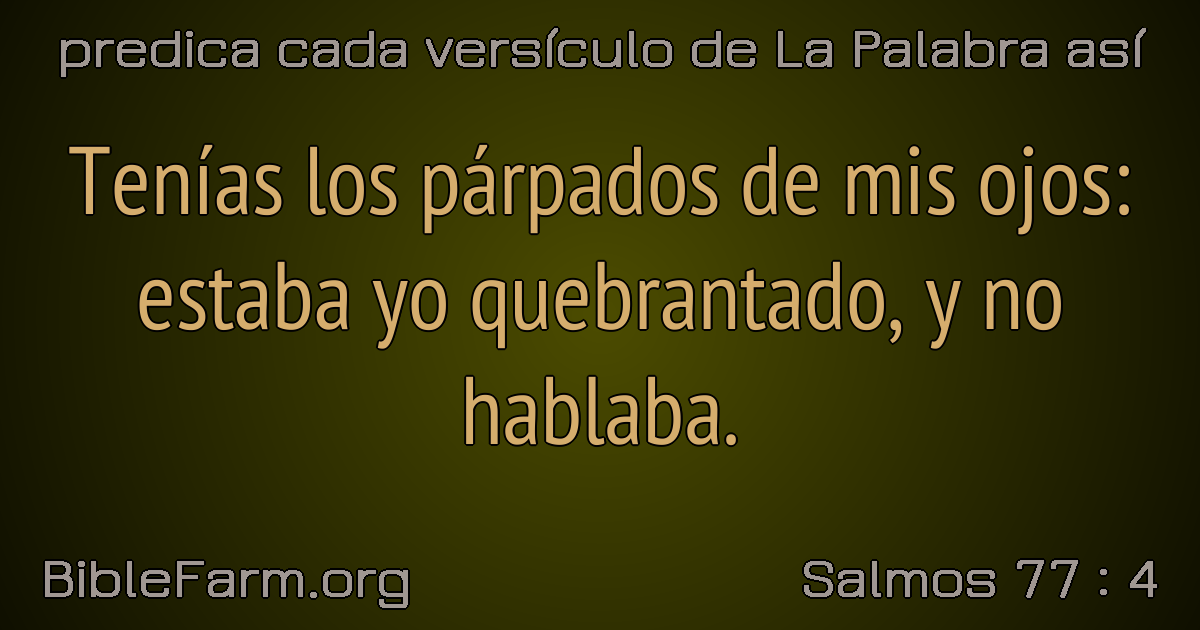 predica cada versículo de La Palabra así
Tenías los párpados de mis ojos:
estaba yo quebrantado, y no
hablaba.
BibleFarm.org
Salmos 77 : 4